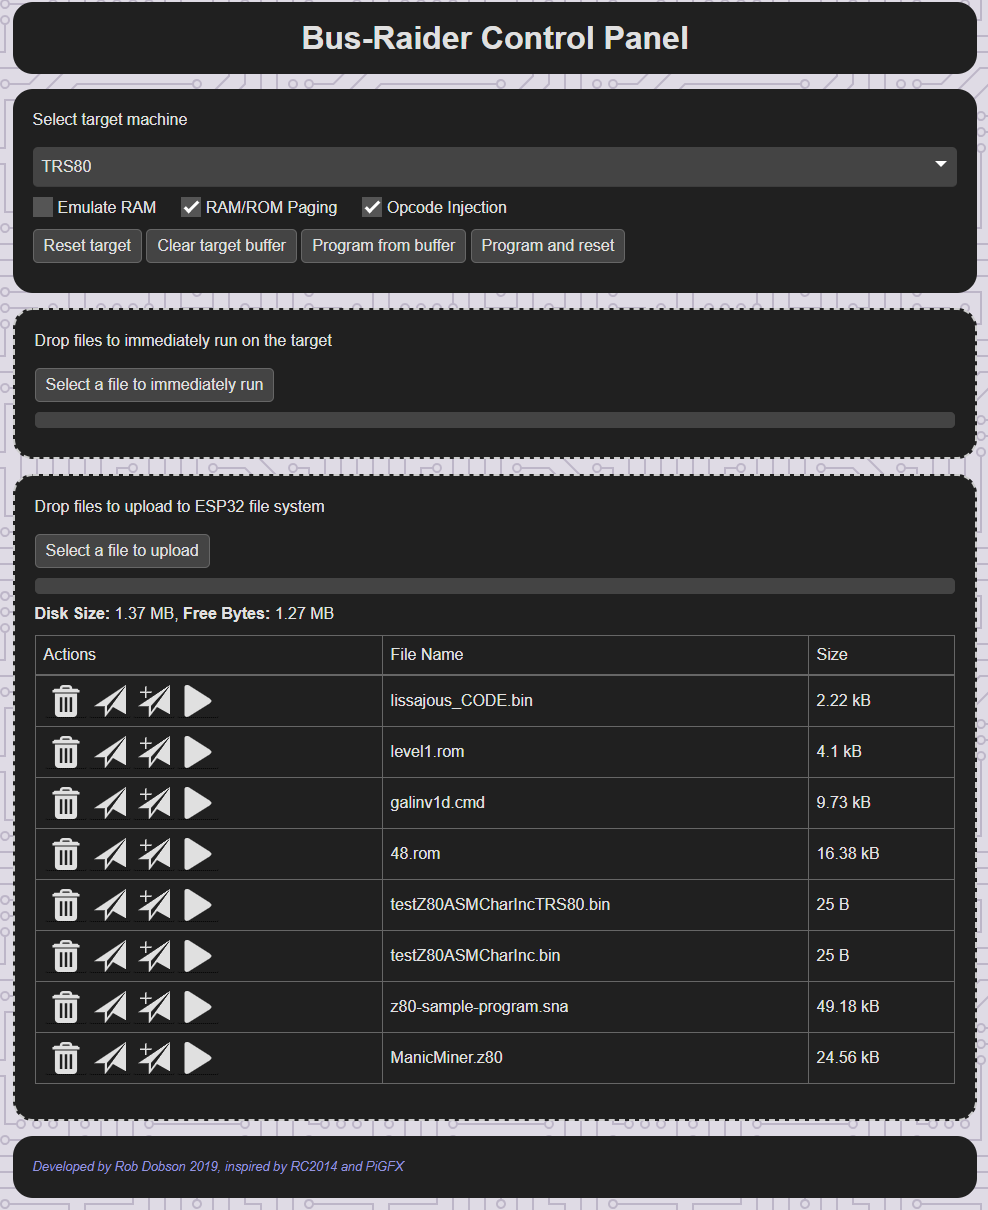 Bus-Raider Control Panel
Select target machine
TRS80
Emulate RAM RAM/ROM Paging Opcode Injection
Reset target Clear target buffer Program from buffer Program and reset
Drop files to immediately run on the target
Select a file to immediately run
Drop files to upload to ESP32 file system
Select a file to upload
Disk Size: 1.37 MB, Free Bytes: 1.27 MB
Actions File Name Size
lissajous_CODE.bin 2.22 kB
level1.rom 4.1 kB
galinv1d.cmd 9.73 kB
48.rom 16.38 kB
testZ80ASMCharIncTRS80.bin 25 B
testZ80ASMCharInc.bin 25 B
z80-sample-program.sna 49.18 kB
ManicMiner.z80 24.56 kB
Developed by Rob Dobson 2019, inspired by RC2014 and PiGFX